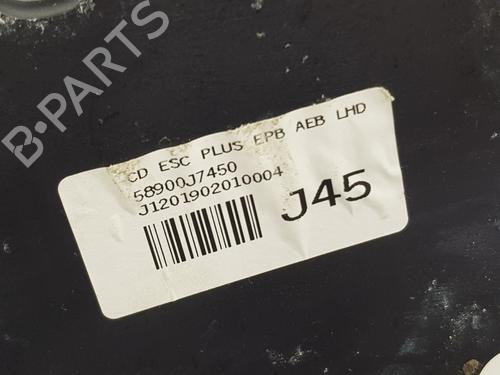 B-PARTS
CD ESC PLUS EPB AEB LHD
58900J7450
J1201902010004
J45